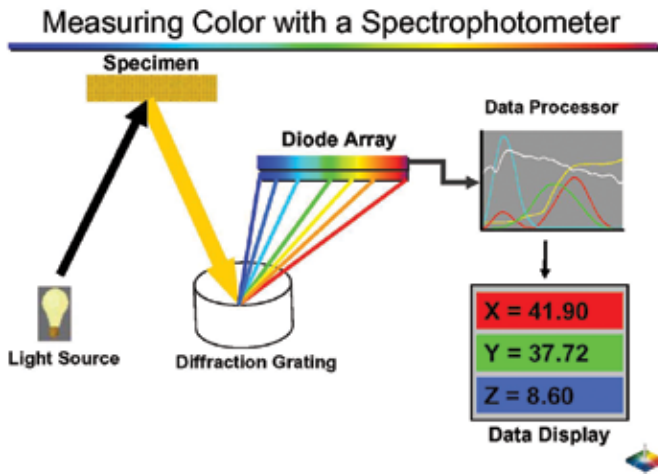 Measuring Color with a Spectrophotometer
Specimen
Data Processor
Diode Array
Light Source
Diffraction Grating
X = 41.90
Y = 37.72
Z = 8.60
Data Display